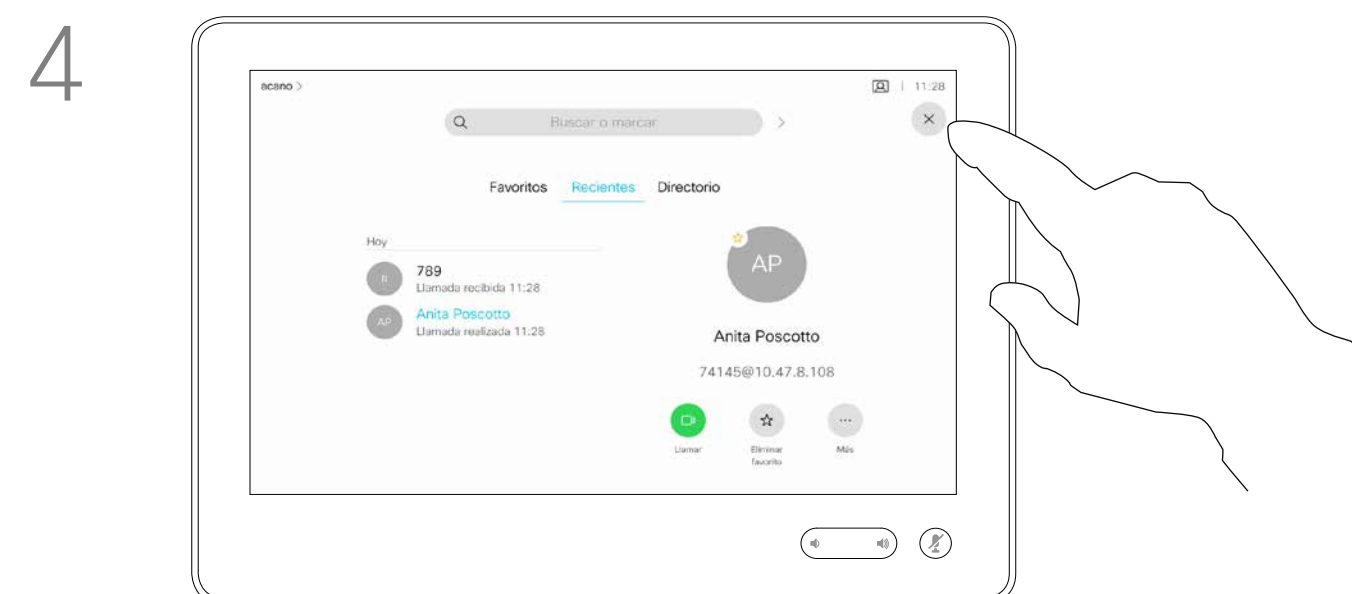 4
acano >
11:28
Buscar o marcar
Favoritos Recientes Directorio
Hoy
789
Llamada recibida 11:28
AP
Anita Poscotto
Llamada realizada 11:28
AP
Anita Poscotto
74145@10.47.8.108
Llamar
Eliminar
favorito
Más